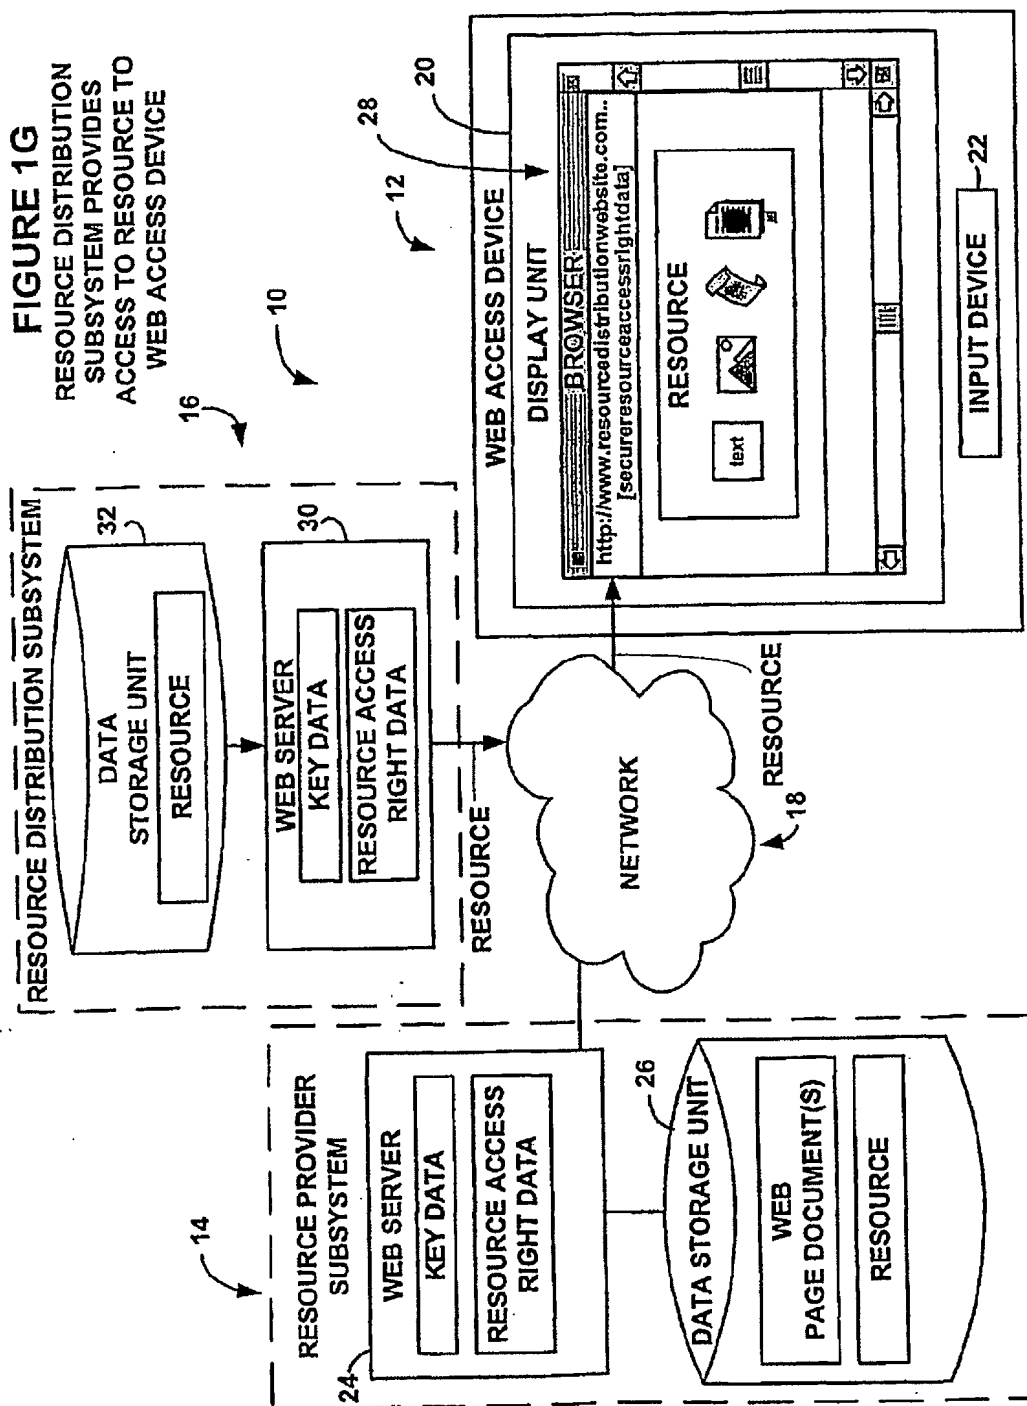 FIGURE 1G
RESOURCE DISTRIBUTION
SUBSYSTEM PROVIDES
ACCESS TO RESOURCE TO
WEB ACCESS DEVICE
10
16
12
14
18
RESOURCE DISTRIBUTION SUBSYSTEM
32
DATA
STORAGE UNIT
RESOURCE
30
WEB SERVER
KEY DATA
RESOURCE ACCESS
RIGHT DATA
RESOURCE
RESOURCE PROVIDER
SUBSYSTEM
24
WEB SERVER
KEY DATA
RESOURCE ACCESS
RIGHT DATA
26
DATA STORAGE UNIT
WEB
PAGE DOCUMENT(S)
RESOURCE
NETWORK
RESOURCE
WEB ACCESS DEVICE
20
DISPLAY UNIT
28
BROWSER
http://www.resourcedistributionwebsite.com..
[secureresourceaccessrightdata]
RESOURCE
text
INPUT DEVICE
22